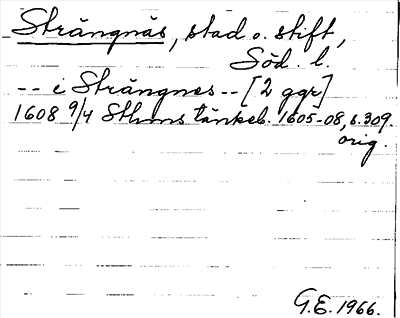 Strängnäs, stad o. stift,
Söd. l.
-- i Strängnes -- [2 ggr]
1608 9/4 Sthms tänkeb. 1605-08, s. 309.
orig.
G.E. 1966.